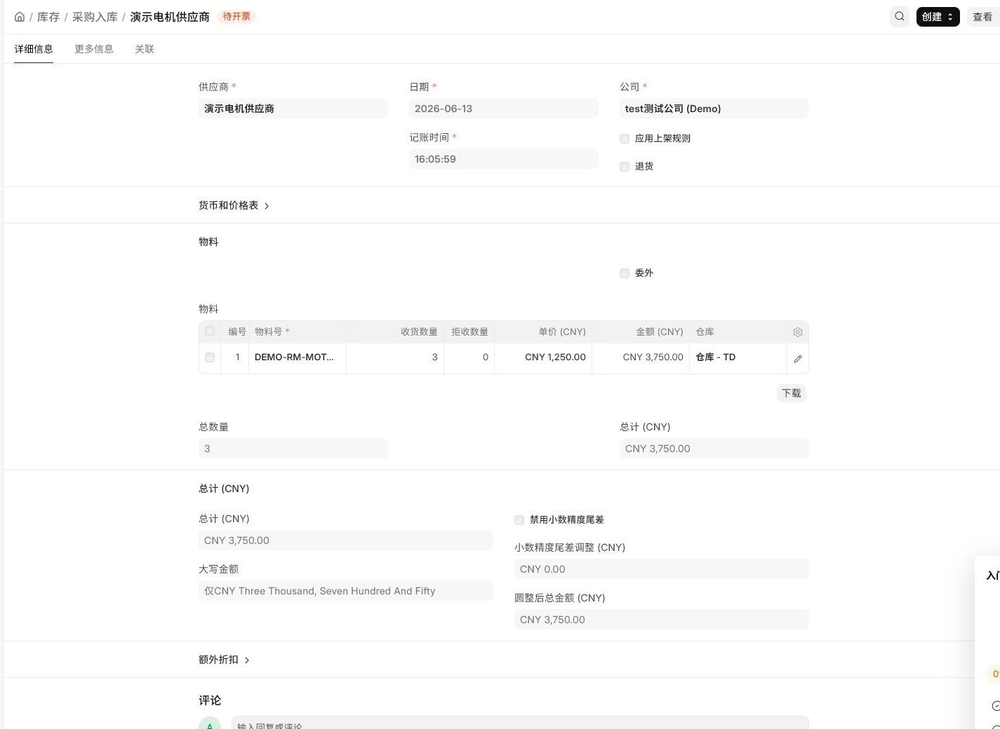 / 库存 / 采购入库 / 演示电机供应商 待开票 创建 查看
详细信息 更多信息 关联
供应商 * 日期 * 公司 *
演示电机供应商 2026-06-13 test测试公司 (Demo)
记账时间 * 应用上架规则
16:05:59 退货
货币和价格表
物料
委外
物料
编号 物料号 * 收货数量 拒收数量 单价 (CNY) 金额 (CNY) 仓库
1 DEMO-RM-MOT... 3 0 CNY 1,250.00 CNY 3,750.00 仓库 - TD
下载
总数量 总计 (CNY)
3 CNY 3,750.00
总计 (CNY)
总计 (CNY) 禁用小数精度尾差
CNY 3,750.00 小数精度尾差调整 (CNY)
大写金额 CNY 0.00
仅CNY Three Thousand, Seven Hundred And Fifty 圆整后总金额 (CNY)
CNY 3,750.00
额外折扣
评论
A 输入回复或评论